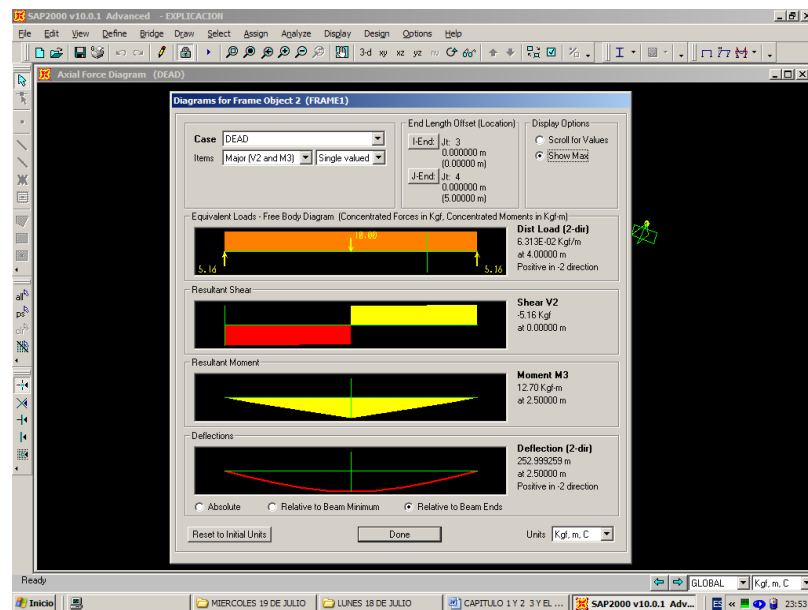 SAP2000 v10.0.1 Advanced - EXPLICACION
File Edit View Define Bridge Draw Select Assign Analyze Display Design Options Help
3-d xy xz yz nv 60°
Axial Force Diagram (DEAD)
Diagrams for Frame Object 2 (FRAME1)
Case DEAD
Items Major (V2 and M3) Single valued
End Length Offset (Location)
I-End: Jt: 3
0.000000 m
(0.00000 m)
J-End: Jt: 4
0.000000 m
(5.00000 m)
Display Options
Scroll for Values
Show Max
Equivalent Loads - Free Body Diagram (Concentrated Forces in Kgf, Concentrated Moments in Kgf-m)
10.00
5.16 5.16
Dist Load (2-dir)
6.313E-02 Kgf/m
at 4.00000 m
Positive in -2 direction
Resultant Shear
Shear V2
-5.16 Kgf
at 0.00000 m
Resultant Moment
Moment M3
12.70 Kgf-m
at 2.50000 m
Deflections
Deflection (2-dir)
252.999259 m
at 2.50000 m
Positive in -2 direction
Absolute Relative to Beam Minimum Relative to Beam Ends
Reset to Initial Units Done Units Kgf, m, C
all
ps
clr
Ready GLOBAL Kgf, m, C
Inicio MIERCOLES 19 DE JULIO LUNES 18 DE JULIO CAPITULO 1 Y 2 3 Y EL ... SAP2000 v10.0.1 Adv... ES 23:53